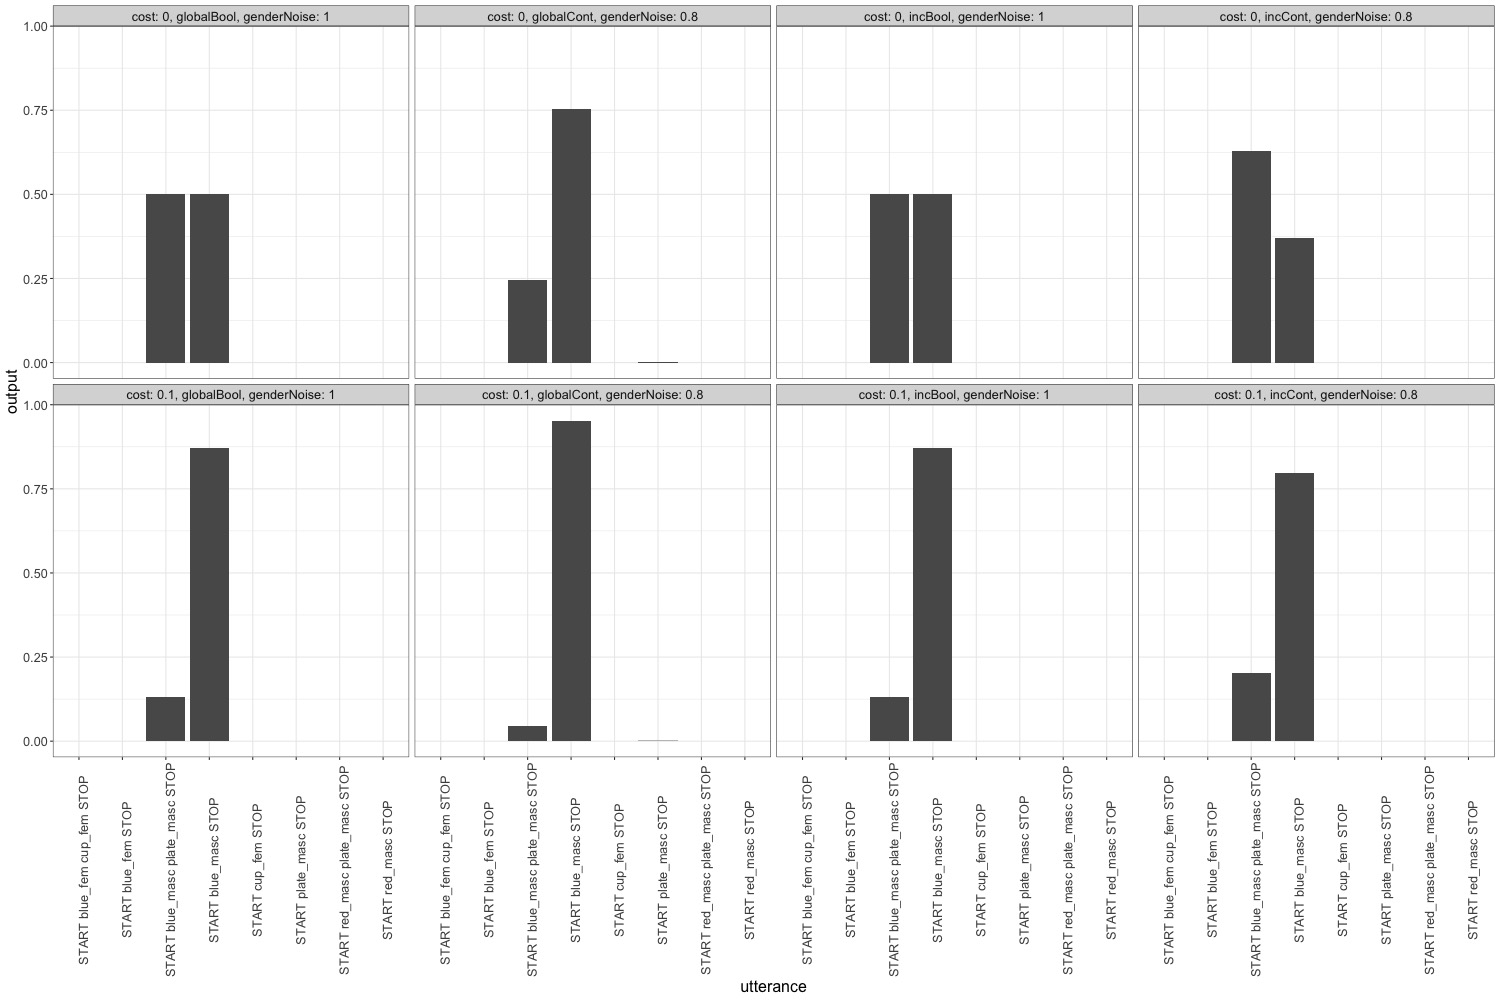 cost: 0, globalBool, genderNoise: 1
cost: 0, globalCont, genderNoise: 0.8
cost: 0, incBool, genderNoise: 1
cost: 0, incCont, genderNoise: 0.8
1.00
0.75
0.50
0.25
0.00
output
cost: 0.1, globalBool, genderNoise: 1
cost: 0.1, globalCont, genderNoise: 0.8
cost: 0.1, incBool, genderNoise: 1
cost: 0.1, incCont, genderNoise: 0.8
1.00
0.75
0.50
0.25
0.00
START blue_fem cup_fem STOP
START blue_fem STOP
START blue_masc plate_masc STOP
START blue_masc STOP
START cup_fem STOP
START plate_masc STOP
START red_masc plate_masc STOP
START red_masc STOP
START blue_fem cup_fem STOP
START blue_fem STOP
START blue_masc plate_masc STOP
START blue_masc STOP
START cup_fem STOP
START plate_masc STOP
START red_masc plate_masc STOP
START red_masc STOP
START blue_fem cup_fem STOP
START blue_fem STOP
START blue_masc plate_masc STOP
START blue_masc STOP
START cup_fem STOP
START plate_masc STOP
START red_masc plate_masc STOP
START red_masc STOP
START blue_fem cup_fem STOP
START blue_fem STOP
START blue_masc plate_masc STOP
START blue_masc STOP
START cup_fem STOP
START plate_masc STOP
START red_masc plate_masc STOP
START red_masc STOP
utterance